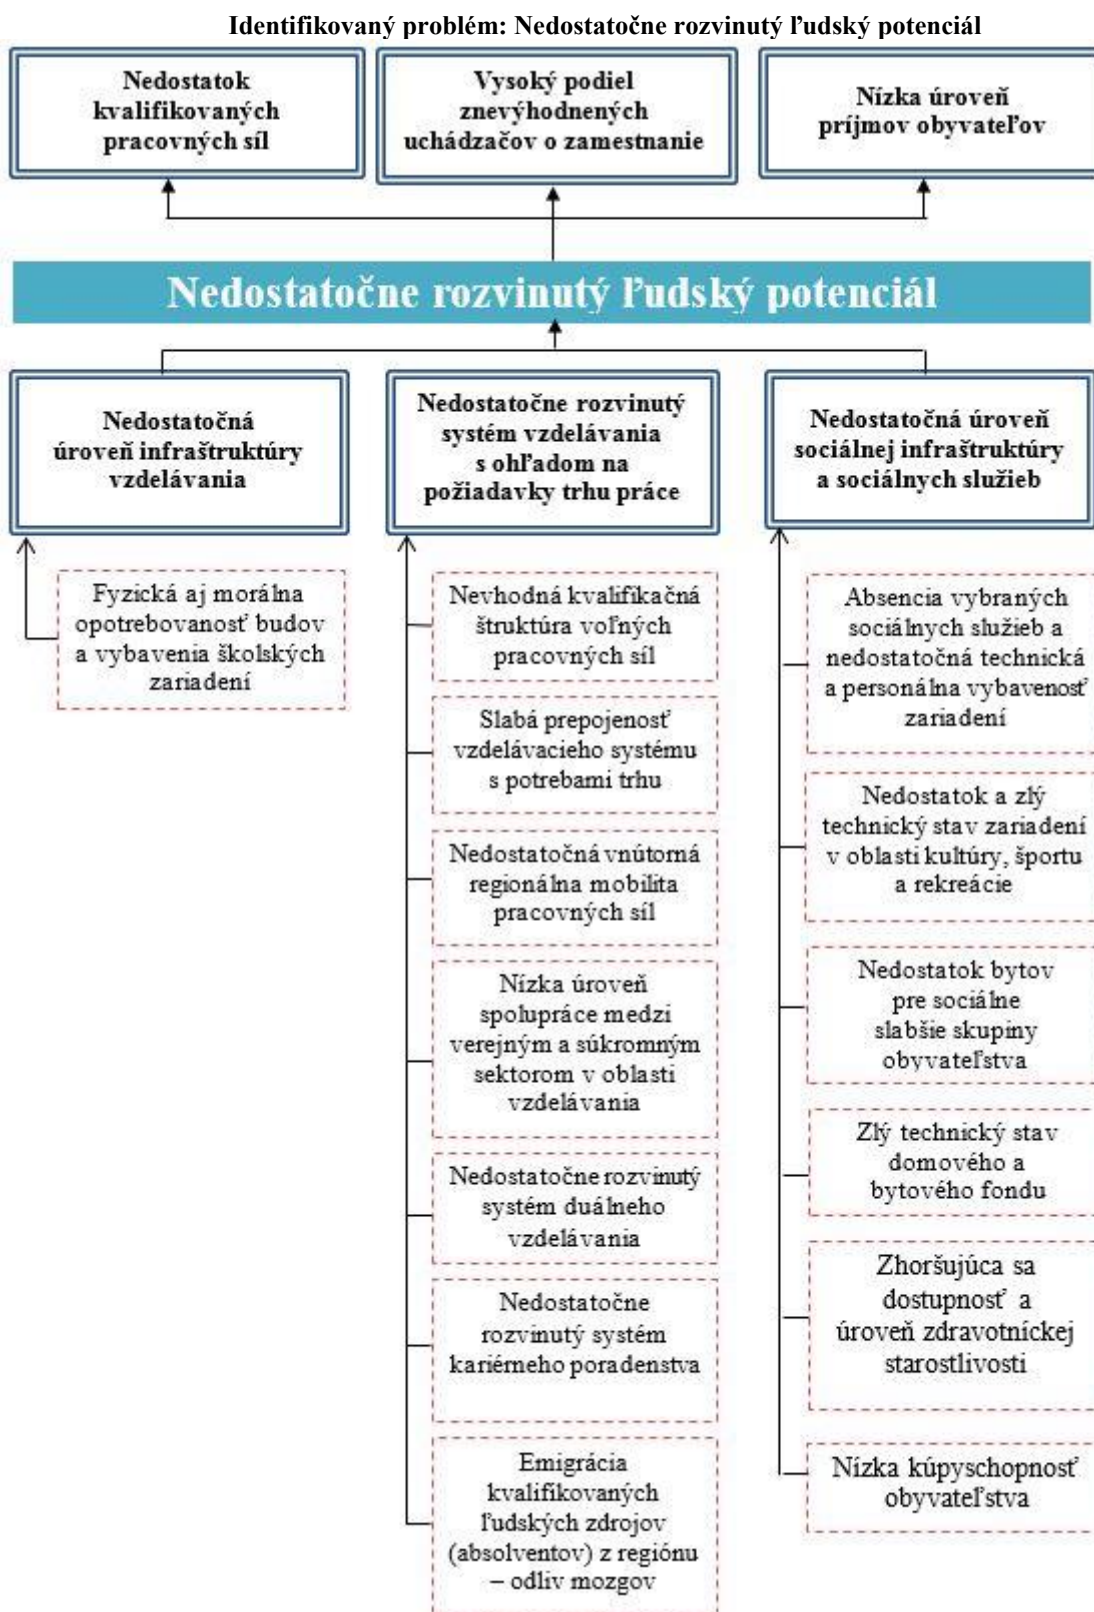 Identifikovaný problém: Nedostatočne rozvinutý ľudský potenciál
Nedostatok
kvalifikovaných
pracovných síl
Vysoký podiel
znevýhodnených
uchádzačov o zamestnanie
Nízka úroveň
príjmov obyvateľov
Nedostatočne rozvinutý ľudský potenciál
Nedostatočná
úroveň infraštruktúry
vzdelávania
Nedostatočne rozvinutý
systém vzdelávania
s ohľadom na
požiadavky trhu práce
Nedostatočná úroveň
sociálnej infraštruktúry
a sociálnych služieb
Fyzická aj morálna
opotrebovanosť budov
a vybavenia školských
zariadení
Nevhodná kvalifikačná
štruktúra voľných
pracovných síl
Slabá prepojenosť
vzdelávacieho systému
s potrebami trhu
Nedostatočná vnútorná
regionálna mobilita
pracovných síl
Nízka úroveň
spolupráce medzi
verejným a súkromným
sektorom v oblasti
vzdelávania
Nedostatočne rozvinutý
systém duálneho
vzdelávania
Nedostatočne
rozvinutý systém
kariérneho poradenstva
Emigrácia
kvalifikovaných
ľudských zdrojov
(absolventov) z regiónu
– odliv mozgov
Absencia vybraných
sociálnych služieb a
nedostatočná technická
a personálna vybavenosť
zariadení
Nedostatok a zlý
technický stav zariadení
v oblasti kultúry, športu
a rekreácie
Nedostatok bytov
pre sociálne
slabšie skupiny
obyvateľstva
Zlý technický stav
domového a
bytového fondu
Zhoršujúca sa
dostupnosť a
úroveň zdravotníckej
starostlivosti
Nízka kúpyschopnosť
obyvateľstva